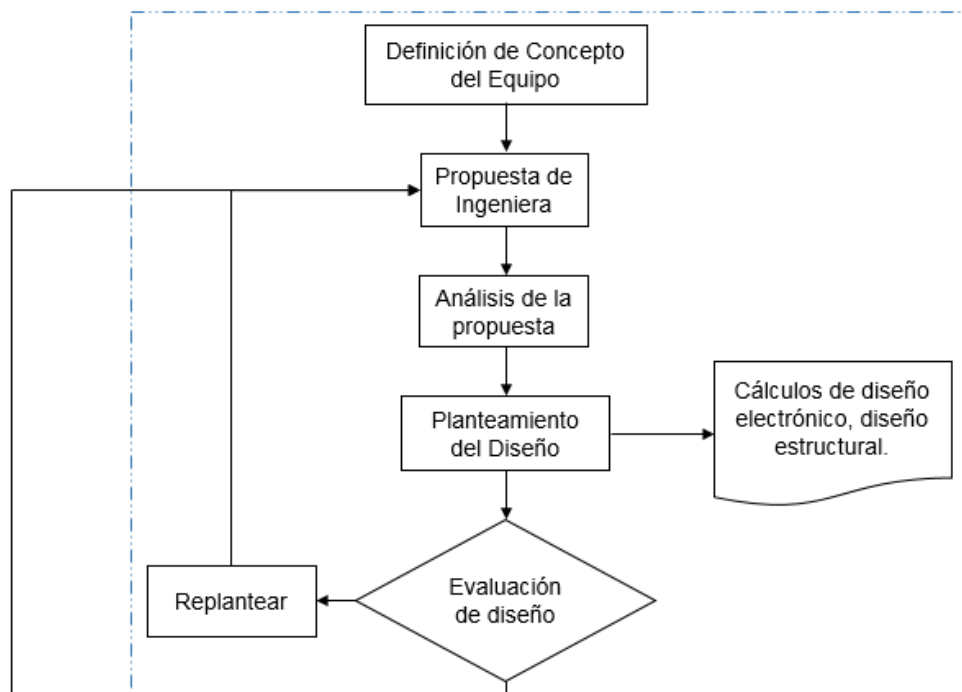 Definición de Concepto
del Equipo
Propuesta de
Ingeniera
Análisis de la
propuesta
Planteamiento
del Diseño
Cálculos de diseño
electrónico, diseño
estructural.
Evaluación
de diseño
Replantear